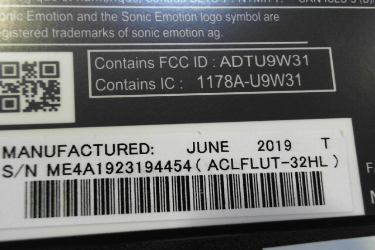 Sonic Emotion and the Sonic Emotion logo symbol are
registered trademarks of sonic emotion ag.
Contains FCC ID : ADTU9W31
Contains IC : 1178A-U9W31
MANUFACTURED: JUNE 2019 T
S/N ME4A1923194454(ACLFLUT-32HL)